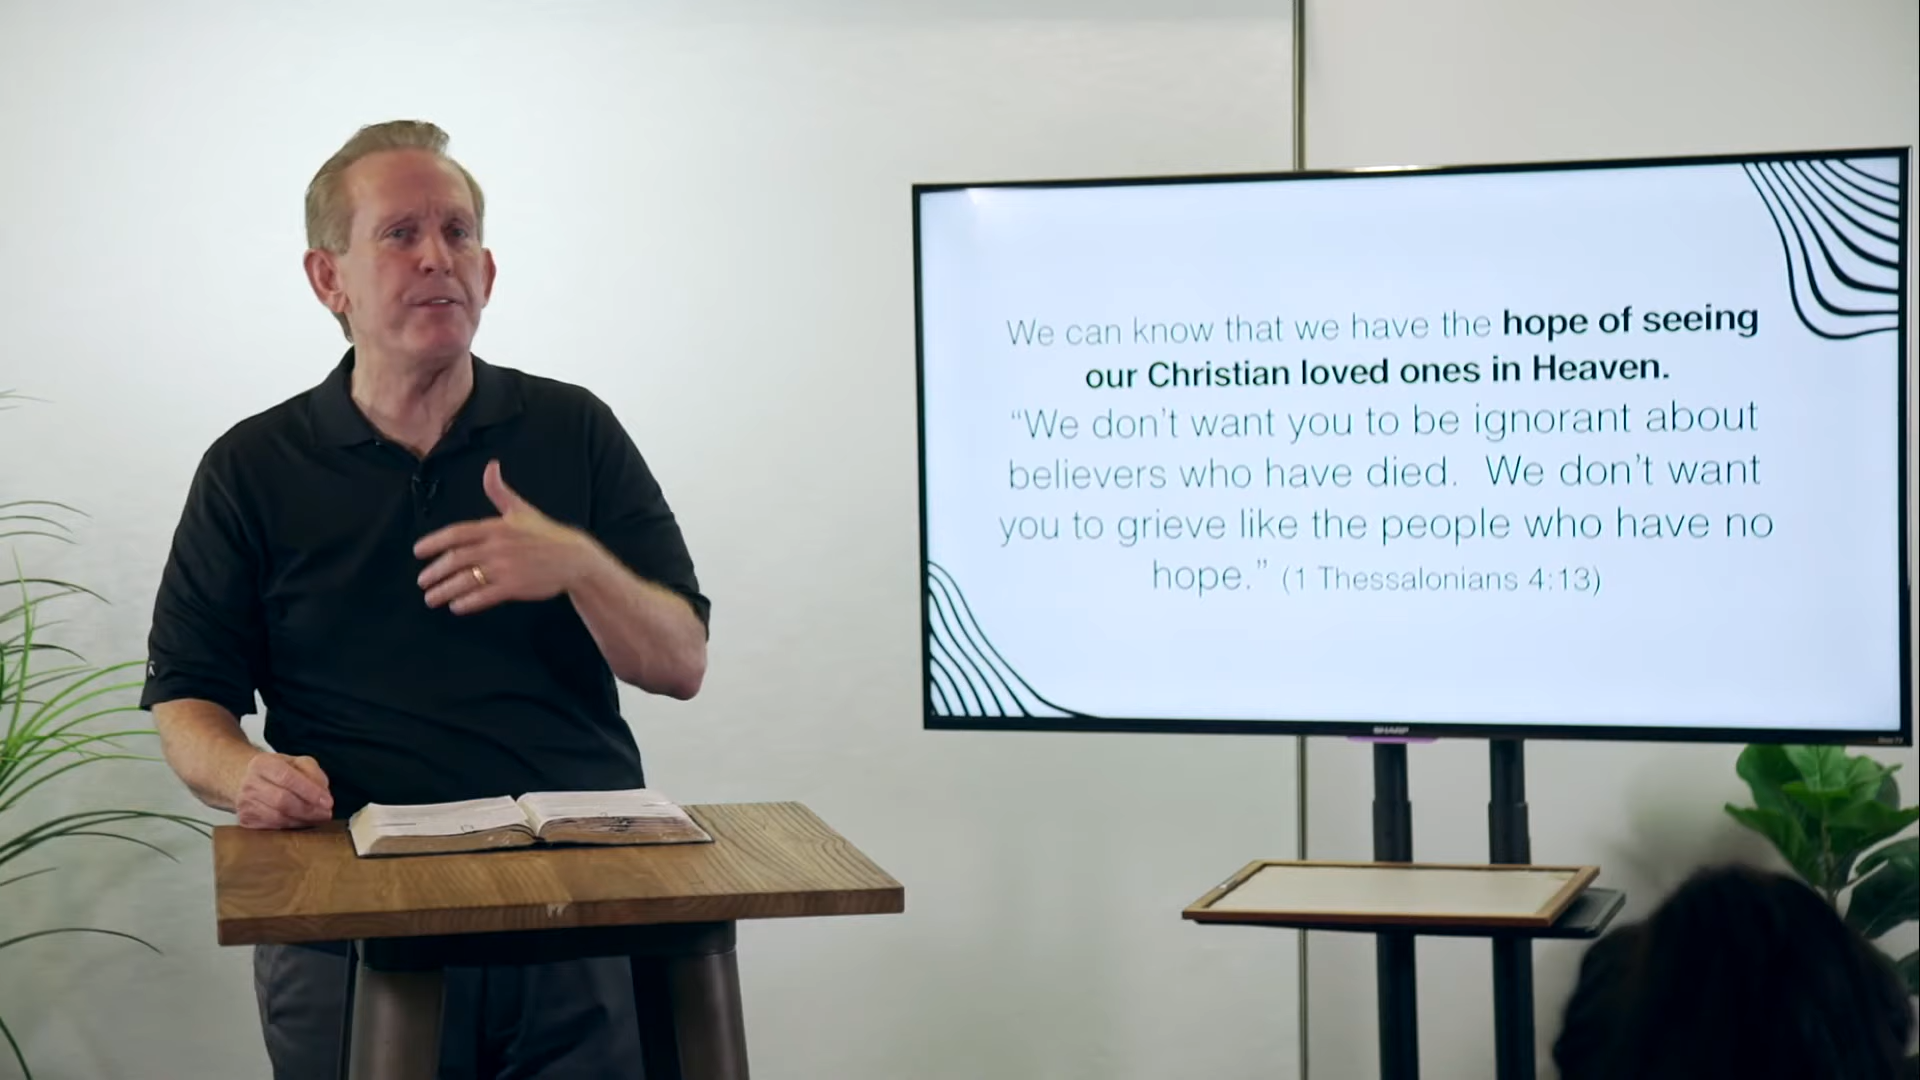 We can know that we have the hope of seeing
our Christian loved ones in Heaven.
“We don’t want you to be ignorant about
believers who have died. We don’t want
you to grieve like the people who have no
hope.” (1 Thessalonians 4:13)
SHARP